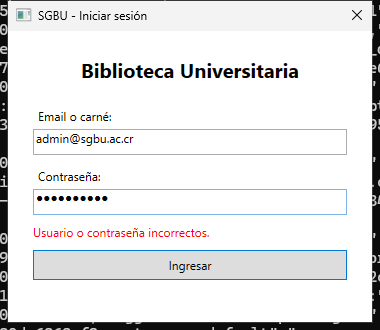 SGBU - Iniciar sesión
Biblioteca Universitaria
Email o carné:
admin@sgbu.ac.cr
Contraseña:
••••••••••
Usuario o contraseña incorrectos.
Ingresar